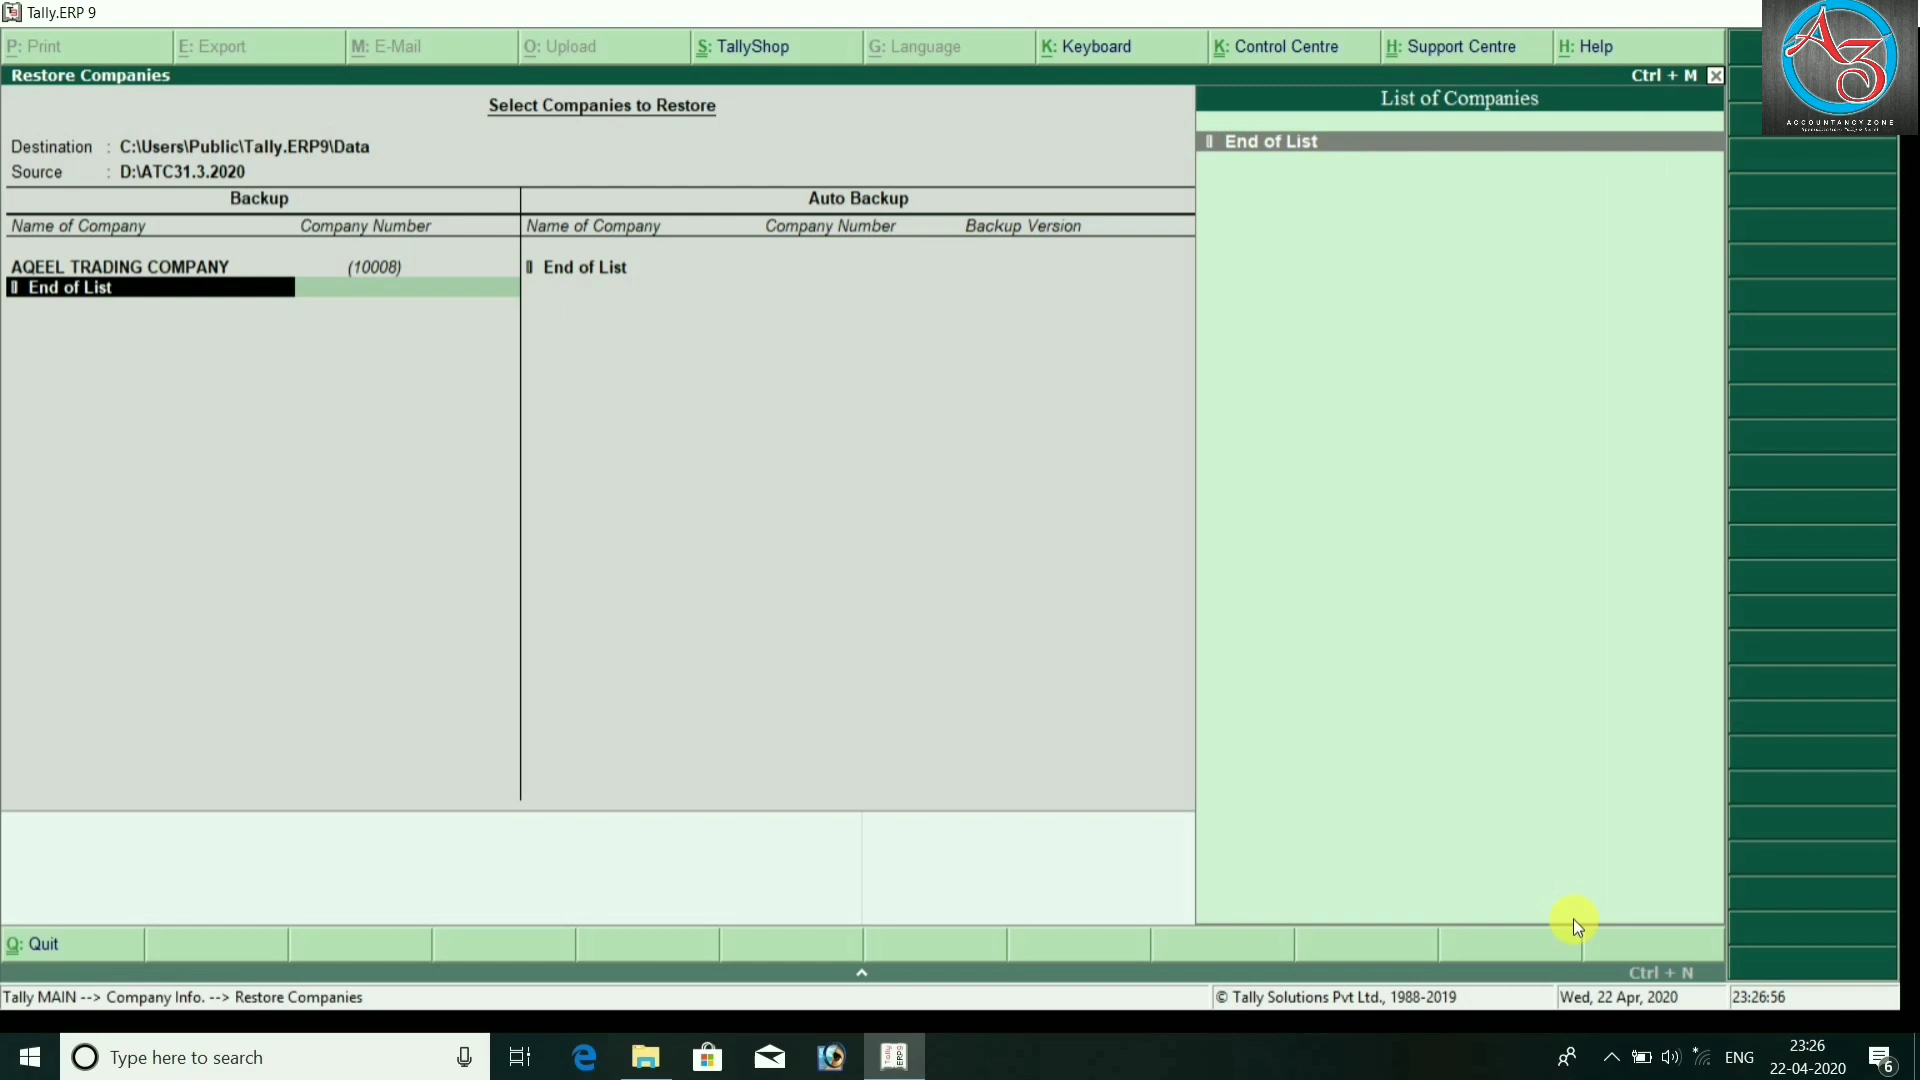 Tally.ERP 9
P: Print E: Export M: E-Mail O: Upload S: TallyShop G: Language K: Keyboard K: Control Centre H: Support Centre H: Help
Restore Companies Ctrl + M
ACCOUNTANCYZONE
Select Companies to Restore
List of Companies
End of List
Destination : C:\Users\Public\Tally.ERP9\Data
Source : D:\ATC31.3.2020
Backup Auto Backup
Name of Company Company Number Name of Company Company Number Backup Version
AQEEL TRADING COMPANY (10008) End of List
End of List
Q: Quit
Ctrl + N
Tally MAIN --> Company Info. --> Restore Companies © Tally Solutions Pvt Ltd., 1988-2019 Wed, 22 Apr, 2020 23:26:56
Type here to search
ENG
23:26
22-04-2020
6